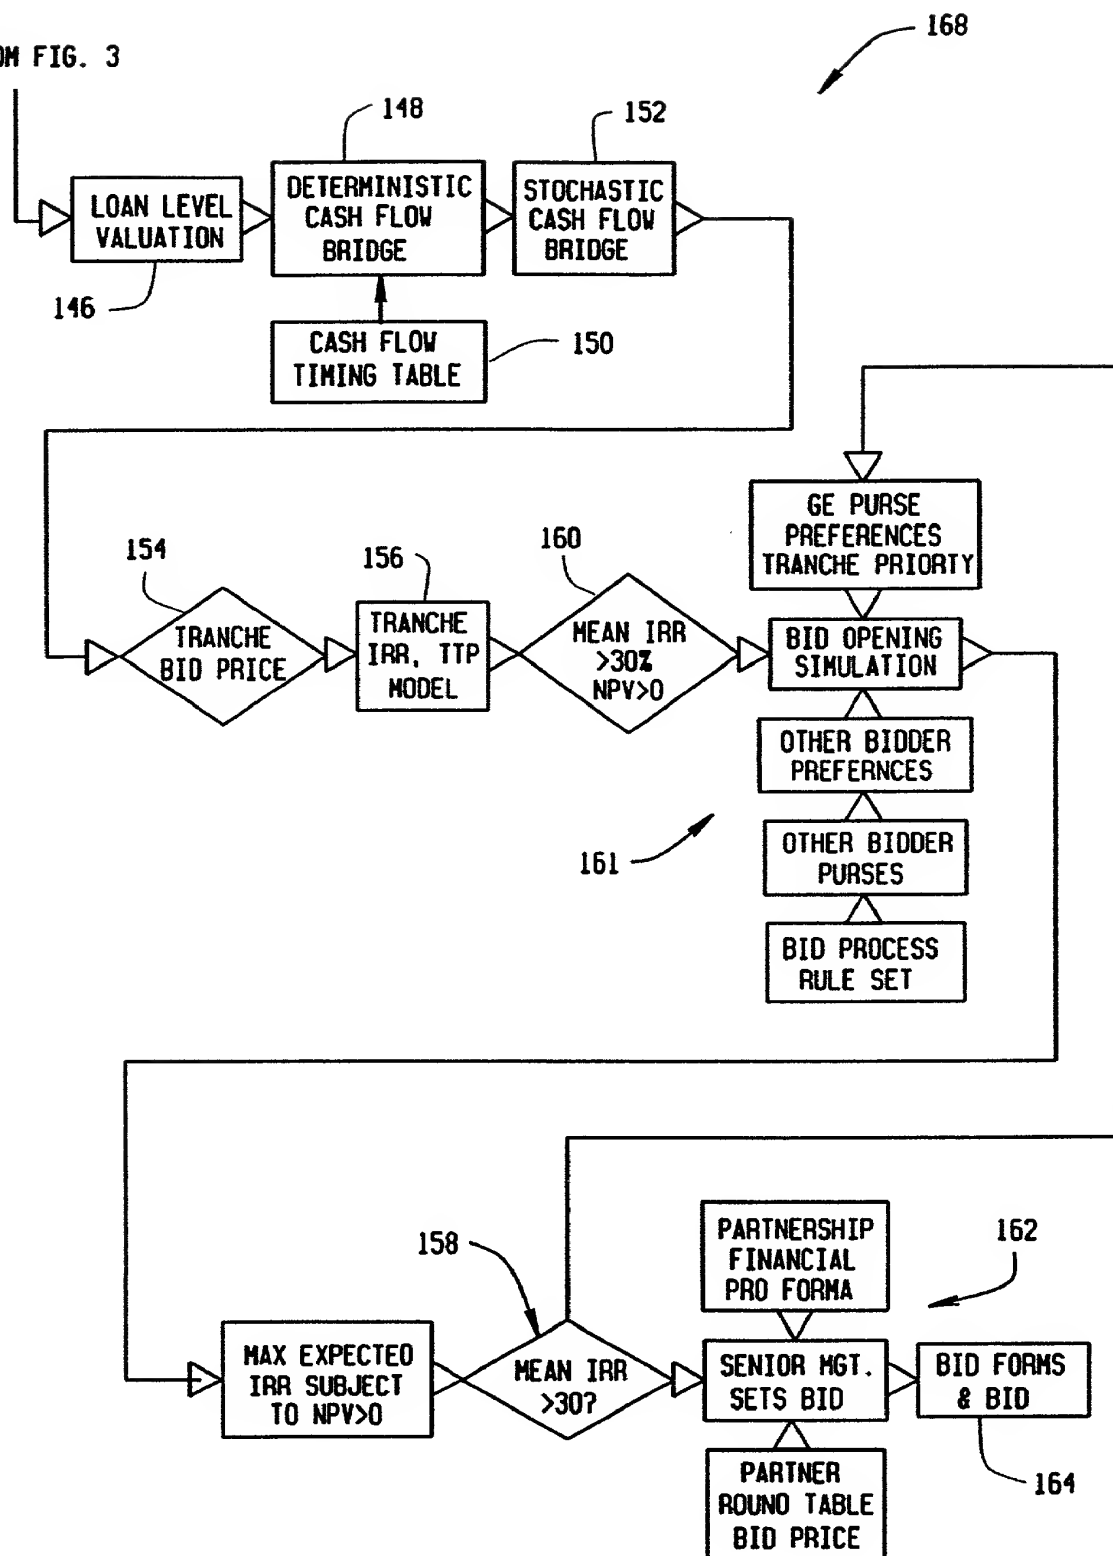 168
OM FIG. 3
148
152
LOAN LEVEL
VALUATION
DETERMINISTIC
CASH FLOW
BRIDGE
STOCHASTIC
CASH FLOW
BRIDGE
146
CASH FLOW
TIMING TABLE
150
GE PURSE
PREFERENCES
TRANCHE PRIORTY
154
156
160
TRANCHE
BID PRICE
TRANCHE
IRR, TTP
MODEL
MEAN IRR
>30%
NPV>0
BID OPENING
SIMULATION
OTHER BIDDER
PREFERNCES
161
OTHER BIDDER
PURSES
BID PROCESS
RULE SET
158
PARTNERSHIP
FINANCIAL
PRO FORMA
162
MAX EXPECTED
IRR SUBJECT
TO NPV>0
MEAN IRR
>30?
SENIOR MGT.
SETS BID
BID FORMS
& BID
164
PARTNER
ROUND TABLE
BID PRICE